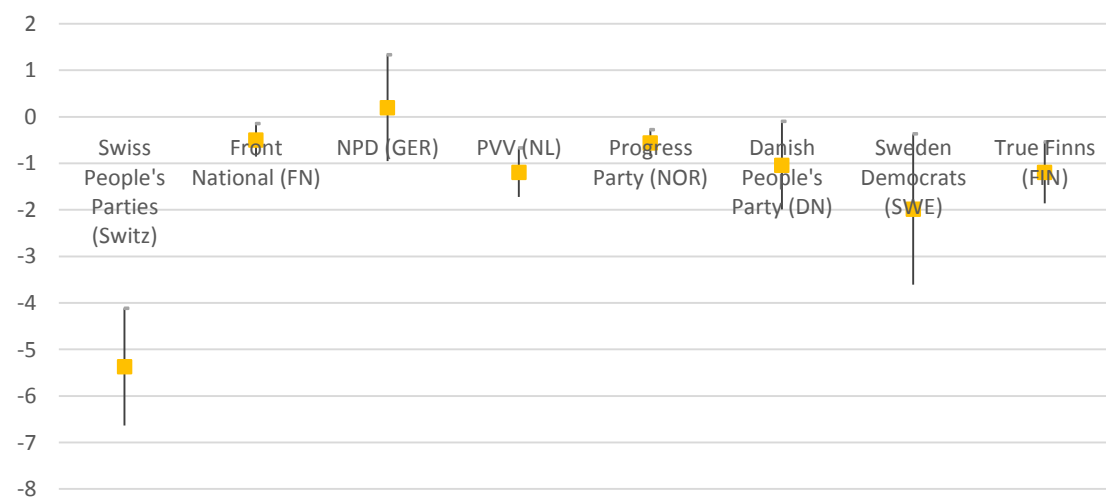 2
1
0
-1
-2
-3
-4
-5
-6
-7
-8
Swiss
People's
Parties
(Switz)
Front
National (FN)
NPD (GER)
PVV (NL)
Progress
Party (NOR)
Danish
People's
Party (DN)
Sweden
Democrats
(SWE)
True Finns
(FIN)